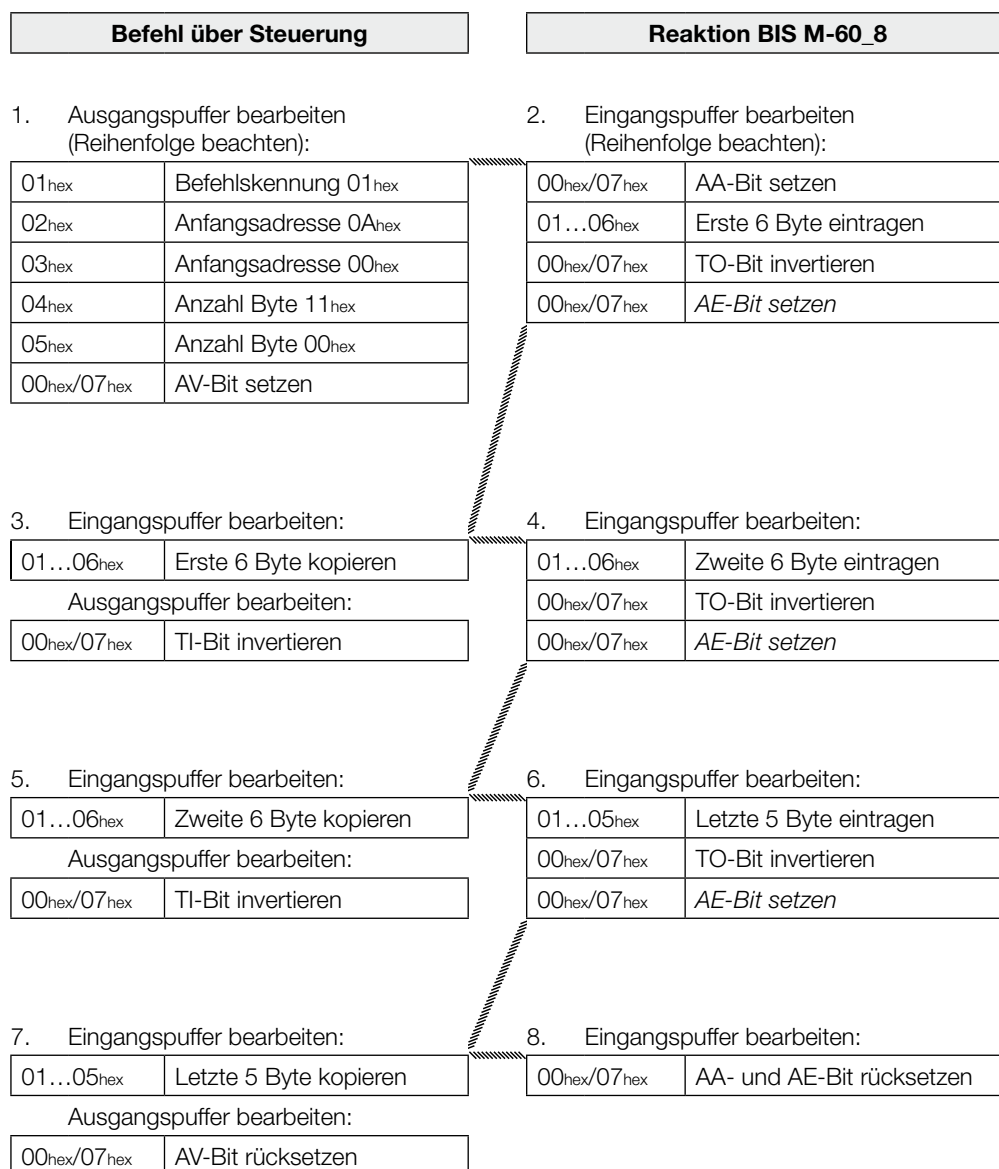 Befehl über Steuerung
Reaktion BIS M-60_8
1. Ausgangspuffer bearbeiten
(Reihenfolge beachten):
01hex Befehlskennung 01hex
02hex Anfangsadresse 0Ahex
03hex Anfangsadresse 00hex
04hex Anzahl Byte 11hex
05hex Anzahl Byte 00hex
00hex/07hex AV-Bit setzen
2. Eingangspuffer bearbeiten
(Reihenfolge beachten):
00hex/07hex AA-Bit setzen
01…06hex Erste 6 Byte eintragen
00hex/07hex TO-Bit invertieren
00hex/07hex AE-Bit setzen
3. Eingangspuffer bearbeiten:
01…06hex Erste 6 Byte kopieren
Ausgangspuffer bearbeiten:
00hex/07hex TI-Bit invertieren
4. Eingangspuffer bearbeiten:
01…06hex Zweite 6 Byte eintragen
00hex/07hex TO-Bit invertieren
00hex/07hex AE-Bit setzen
5. Eingangspuffer bearbeiten:
01…06hex Zweite 6 Byte kopieren
Ausgangspuffer bearbeiten:
00hex/07hex TI-Bit invertieren
6. Eingangspuffer bearbeiten:
01…05hex Letzte 5 Byte eintragen
00hex/07hex TO-Bit invertieren
00hex/07hex AE-Bit setzen
7. Eingangspuffer bearbeiten:
01…05hex Letzte 5 Byte kopieren
Ausgangspuffer bearbeiten:
00hex/07hex AV-Bit rücksetzen
8. Eingangspuffer bearbeiten:
00hex/07hex AA- und AE-Bit rücksetzen